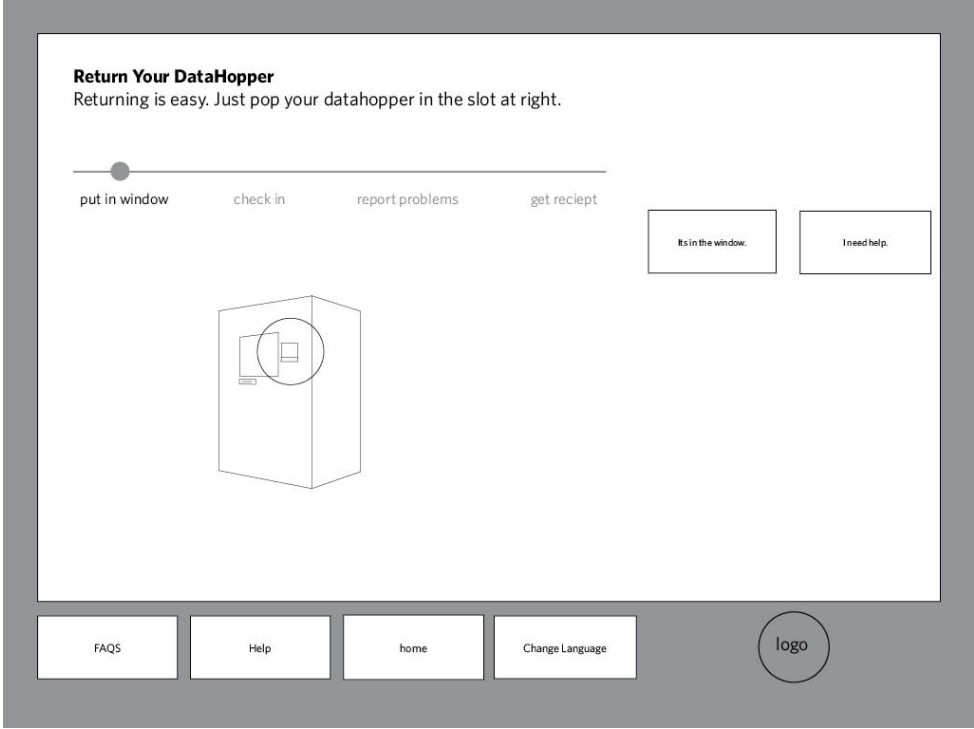 Return Your DataHopper
Returning is easy. Just pop your datahopper in the slot at right.
put in window
check in
report problems
get reciept
Its in the window.
I need help.
FAQS
Help
home
Change Language
logo